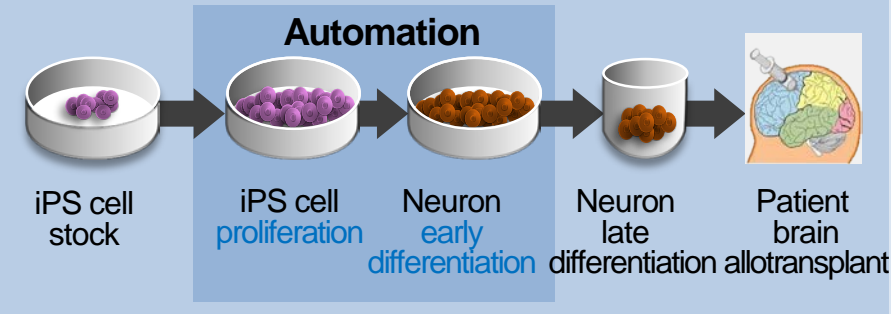 Automation
iPS cell
stock
iPS cell
proliferation
Neuron
early
differentiation
Neuron
late
differentiation
Patient
brain
allotransplant